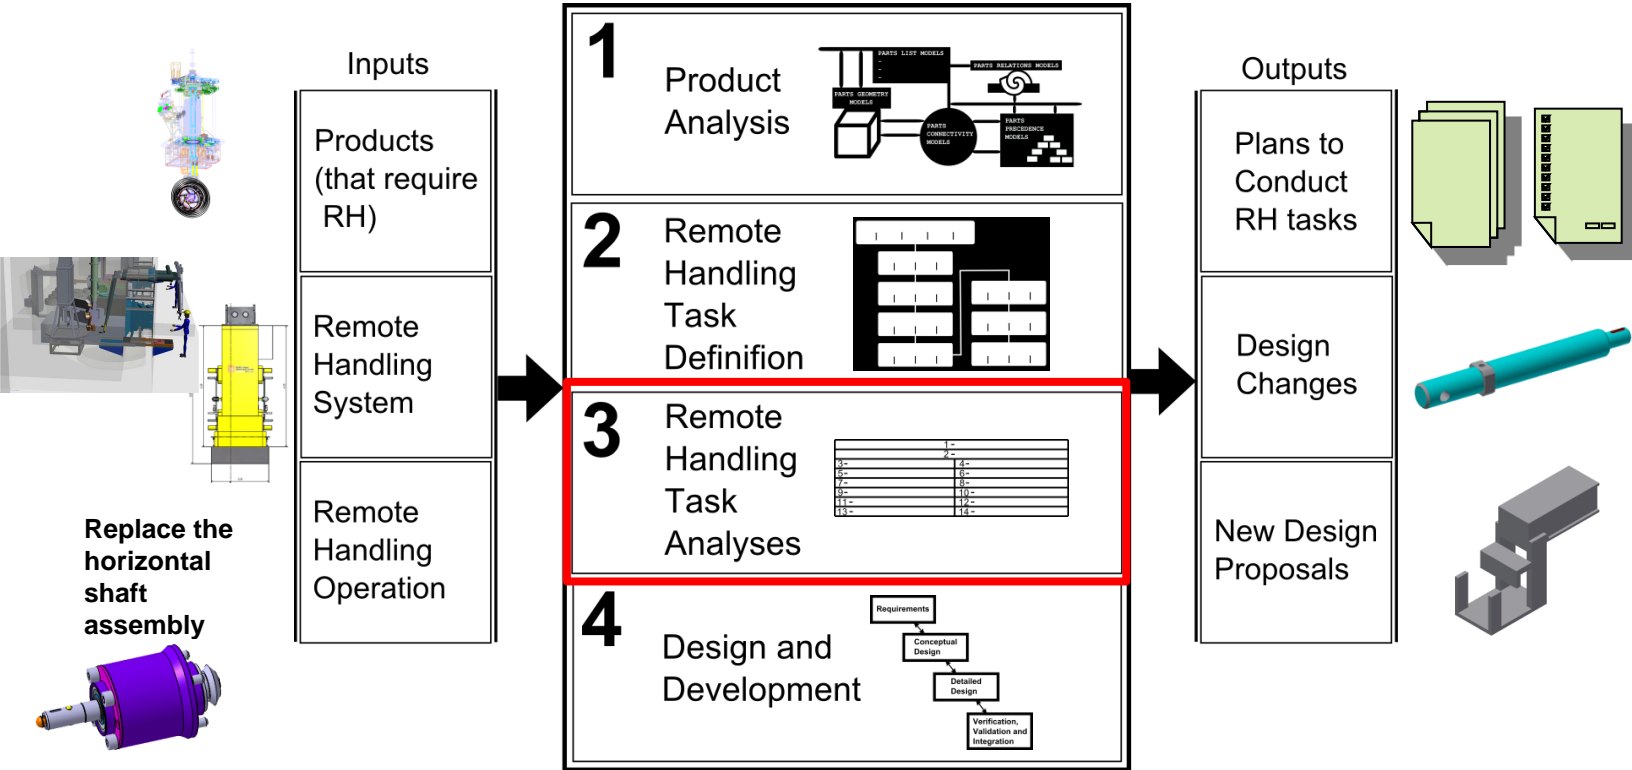 Inputs
Products
(that require
RH)
Remote
Handling
System
Remote
Handling
Operation
Replace the
horizontal
shaft
assembly
1
Product
Analysis
PARTS LIST MODELS
PARTS RELATIONS MODELS
PARTS GEOMETRY
MODELS
PARTS
CONNECTIVITY
MODELS
PARTS
PRECEDENCE
MODELS
2
Remote
Handling
Task
Definifion
3
Remote
Handling
Task
Analyses
1-
2-
3- 4-
5- 6-
7- 8-
9- 10-
11- 12-
13- 14-
4
Design and
Development
Requirements
Conceptual
Design
Detailed
Design
Verification,
Validation and
Integration
Outputs
Plans to
Conduct
RH tasks
Design
Changes
New Design
Proposals